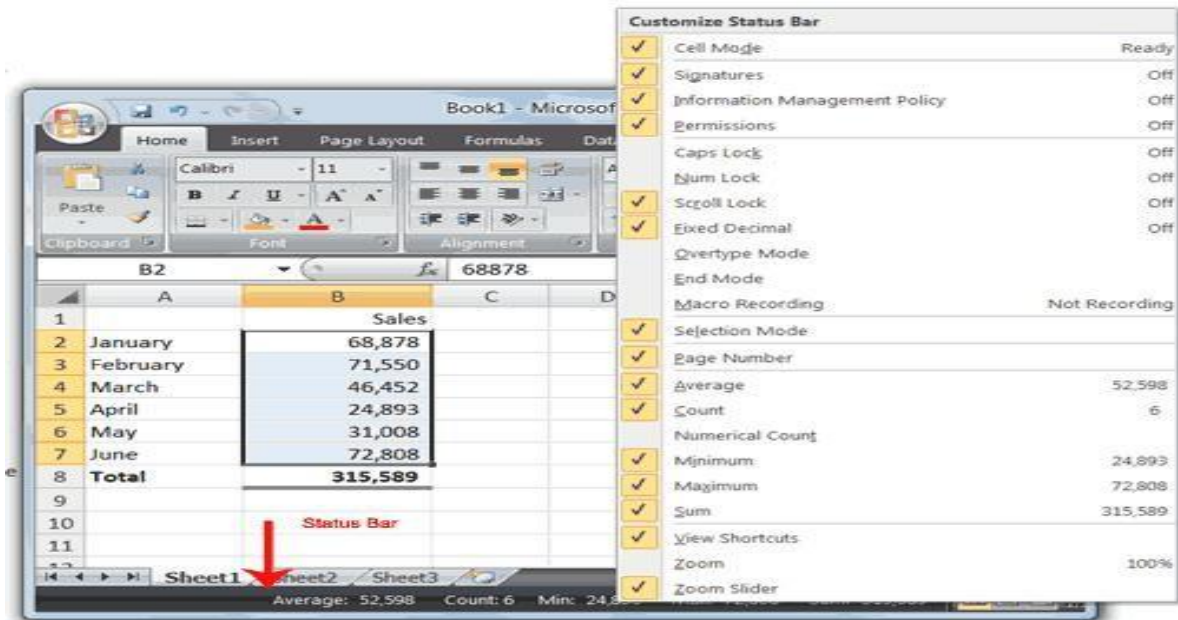 Customize Status Bar
Cell Mode Ready
Signatures Off
Information Management Policy Off
Permissions Off
Caps Lock Off
Num Lock Off
Scroll Lock Off
Fixed Decimal Off
Overtype Mode
End Mode
Macro Recording Not Recording
Selection Mode
Page Number
Average 52,598
Count 6
Numerical Count
Minimum 24,893
Maximum 72,808
Sum 315,589
View Shortcuts
Zoom 100%
Zoom Slider
Book1 - Microsof
Home Insert Page Layout Formulas Dat
Calibri 11
B I U A A
Paste
Clipboard Font Alignment
B2 fx 68878
A B C D
1 Sales
2 January 68,878
3 February 71,550
4 March 46,452
5 April 24,893
6 May 31,008
7 June 72,808
8 Total 315,589
9
10 Status Bar
11
Sheet1 heet2 Sheet3
Average: 52,598 Count: 6 Min: 24,8
e